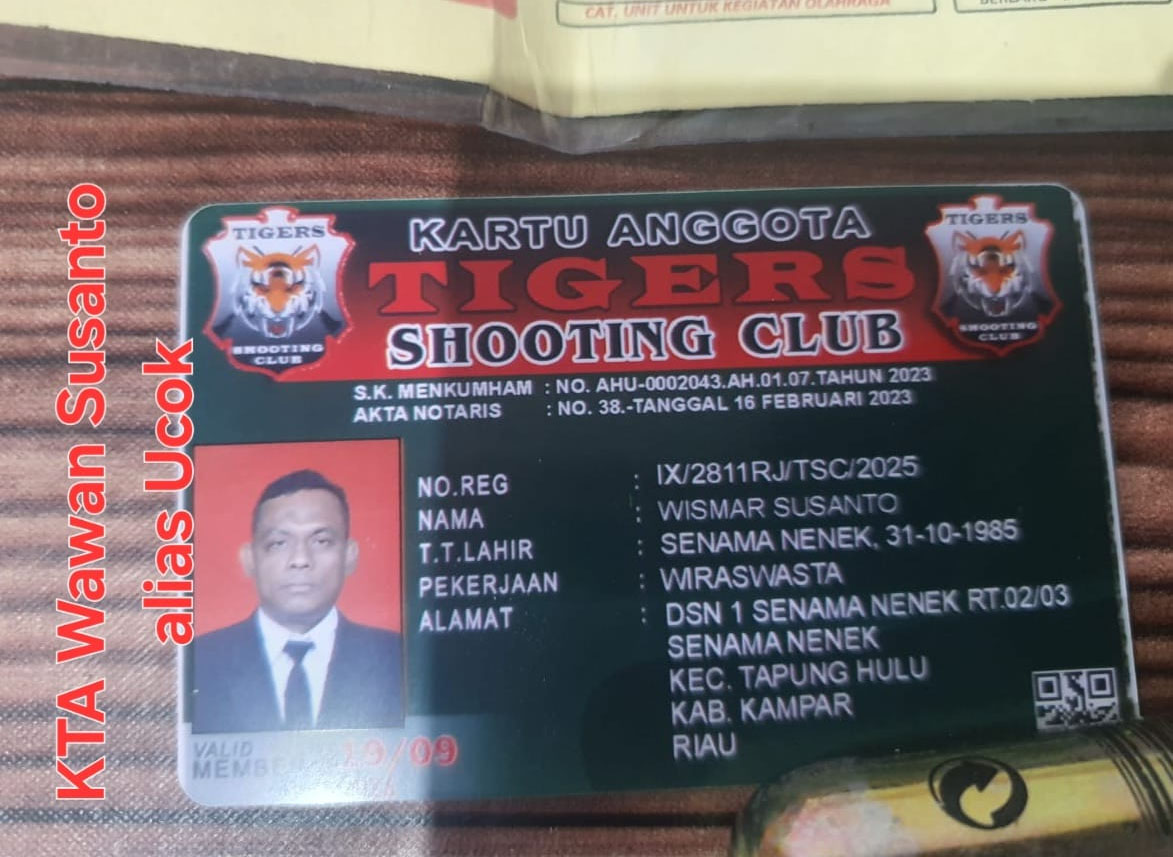 CAT. UNIT UNTUK KEGIATAN OLAHRAGA
KTA Wawan Susanto
alias Ucok
TIGERS
SHOOTING
CLUB
KARTU ANGGOTA
TIGERS
SHOOTING CLUB
TIGERS
SHOOTING
CLUB
S.K. MENKUMHAM : NO. AHU-0002043.AH.01.07.TAHUN 2023
AKTA NOTARIS : NO. 38.-TANGGAL 16 FEBRUARI 2023
NO.REG : IX/2811RJ/TSC/2025
NAMA : WISMAR SUSANTO
T.T.LAHIR : SENAMA NENEK, 31-10-1985
PEKERJAAN : WIRASWASTA
ALAMAT : DSN 1 SENAMA NENEK RT.02/03
SENAMA NENEK
KEC. TAPUNG HULU
KAB. KAMPAR
RIAU
VALID
MEMBER 19/09